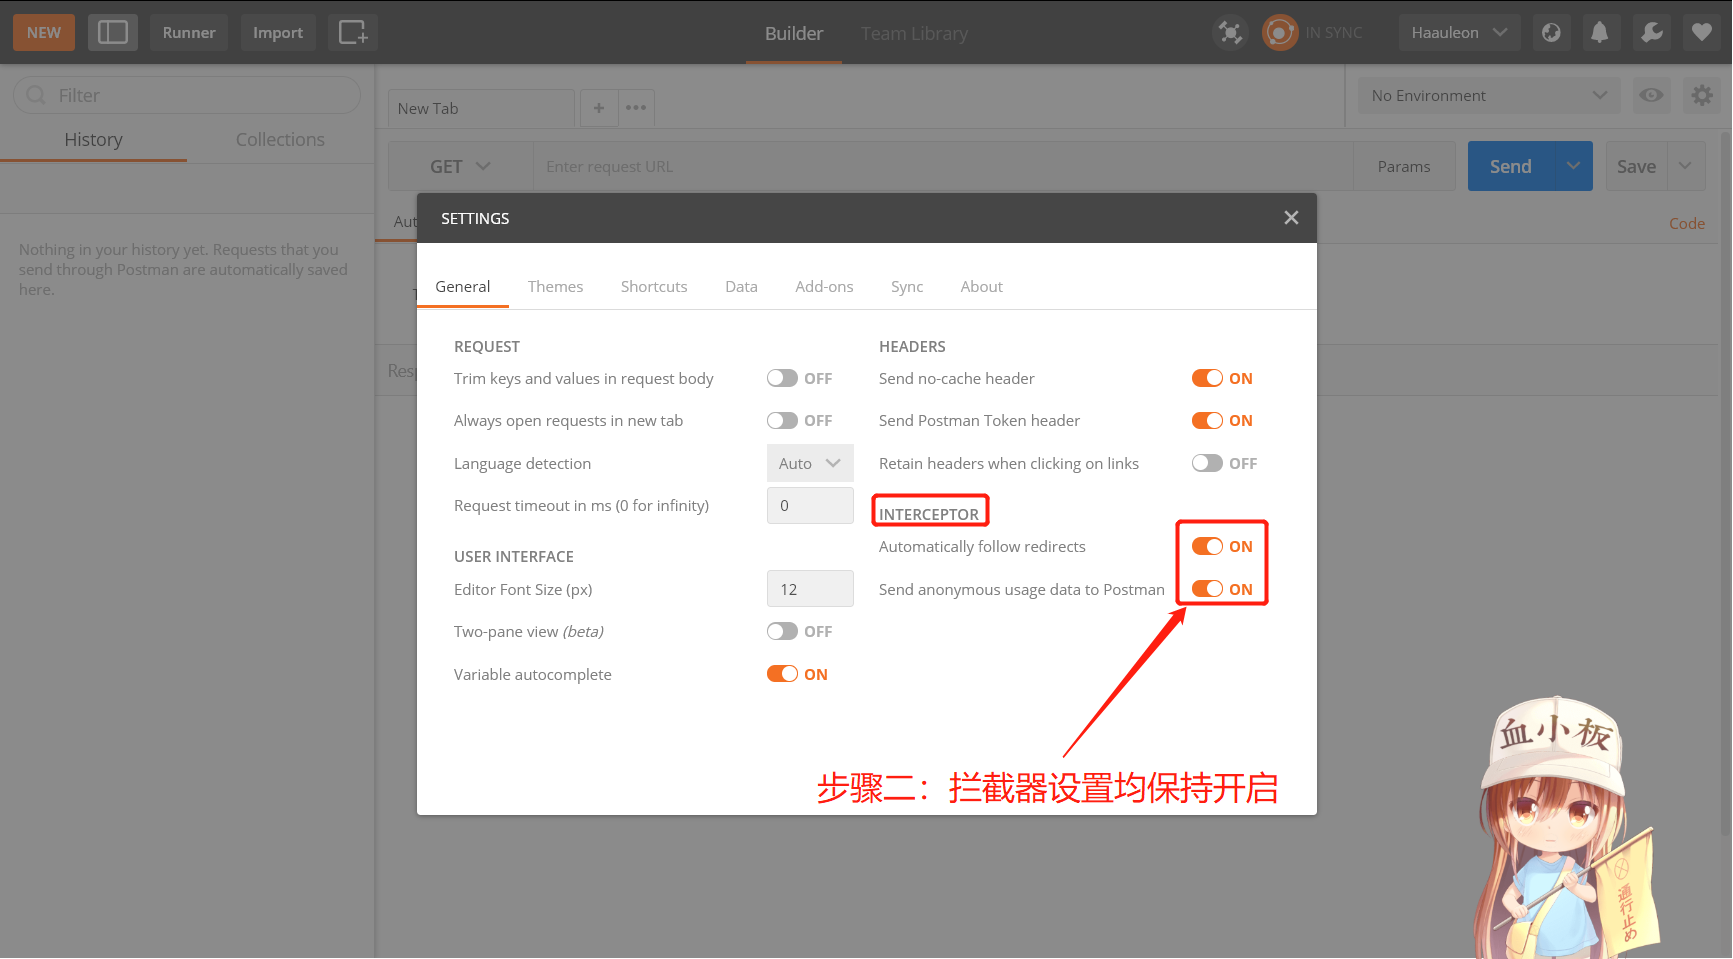 NEW
Runner
Import
Builder
Team Library
IN SYNC
Haauleon
Filter
History
Collections
Nothing in your history yet. Requests that you
send through Postman are automatically saved
here.
New Tab
No Environment
GET
Enter request URL
Params
Send
Save
Aut
Code
Res
SETTINGS
General
Themes
Shortcuts
Data
Add-ons
Sync
About
REQUEST
Trim keys and values in request body OFF
Always open requests in new tab OFF
Language detection Auto
Request timeout in ms (0 for infinity) 0
USER INTERFACE
Editor Font Size (px) 12
Two-pane view (beta) OFF
Variable autocomplete ON
HEADERS
Send no-cache header ON
Send Postman Token header ON
Retain headers when clicking on links OFF
INTERCEPTOR
Automatically follow redirects ON
Send anonymous usage data to Postman ON
步骤二：拦截器设置均保持开启
血小板
通行止め